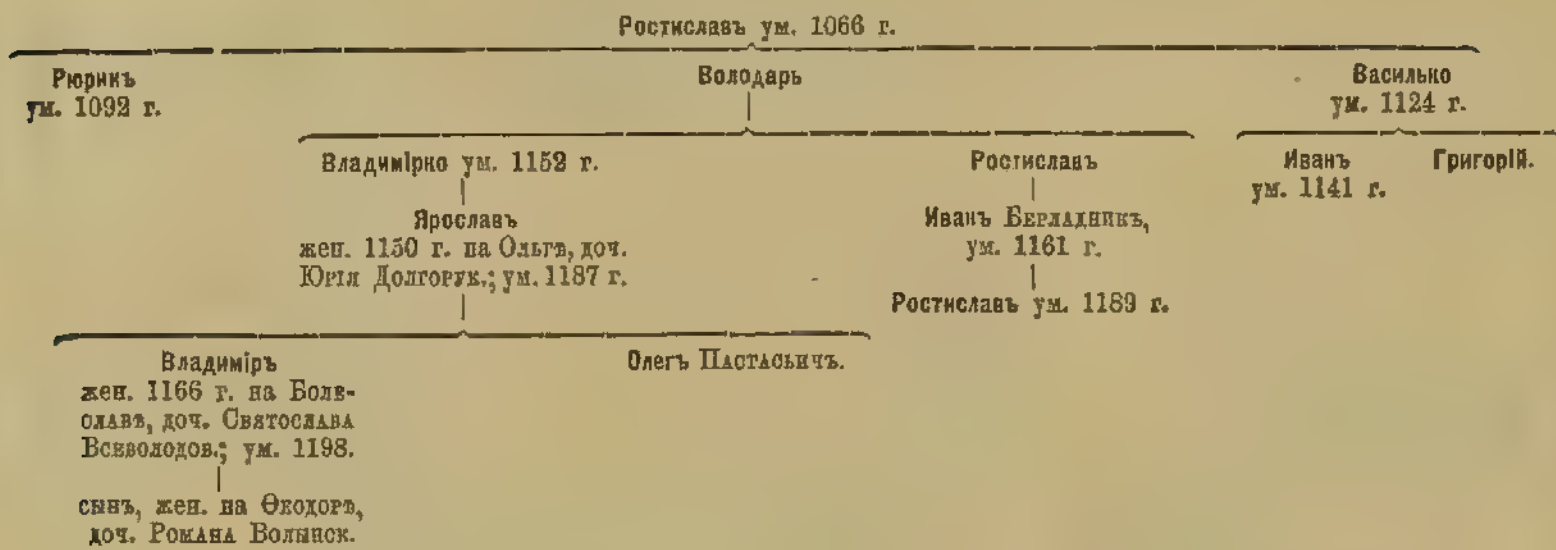 Ростиславъ ум. 1066 г.
Рюрикъ
ум. 1092 г.
Володарь
Василько
ум. 1124 г.
Владимірко ум. 1152 г.
Ростиславъ
Иванъ
ум. 1141 г.
Григорій.
Ярославъ
жен. 1150 г. на Ольгѣ, доч.
Юрія Долгорук.; ум. 1187 г.
Иванъ Берладникъ,
ум. 1161 г.
Ростиславъ ум. 1189 г.
Владиміръ
жен. 1166 г. на Боле-
славѣ, доч. Святослава
Всеволодов.; ум. 1198.
Олегъ Настасьичъ.
сынъ, жен. на Ѳеодорѣ,
доч. Романа Волынск.